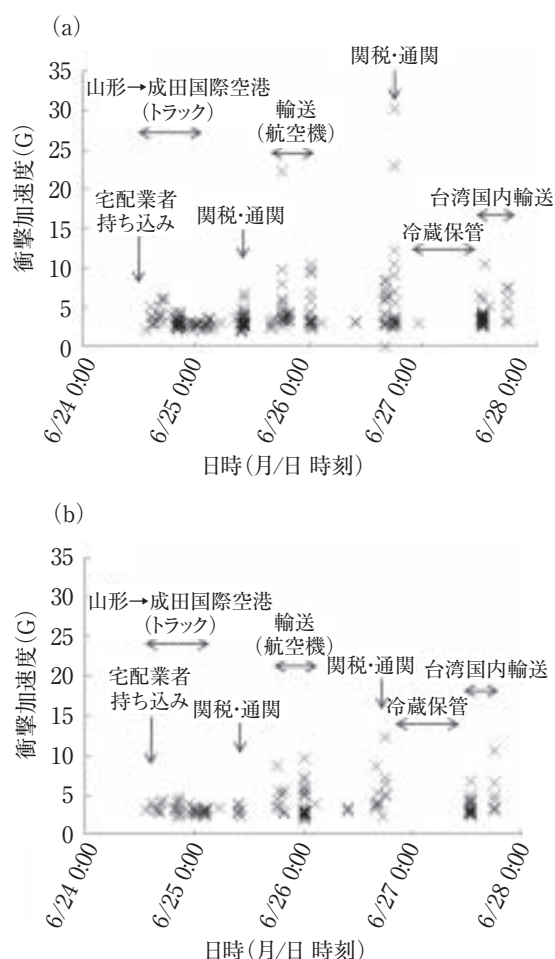 (a)
関税・通関
35
山形→成田国際空港
(トラック)
輸送
(航空機)
30
25
20
宅配業者
持ち込み
関税・通関
台湾国内輸送
冷蔵保管
15
10
5
0
衝撃加速度(G)
6/24 0:00
6/25 0:00
6/26 0:00
6/27 0:00
6/28 0:00
日時(月/日 時刻)
(b)
35
30
山形→成田国際空港
(トラック)
輸送
(航空機)
25
関税・通関
台湾国内輸送
20
宅配業者
持ち込み
関税・通関
冷蔵保管
15
10
5
0
衝撃加速度(G)
6/24 0:00
6/25 0:00
6/26 0:00
6/27 0:00
6/28 0:00
日時(月/日 時刻)